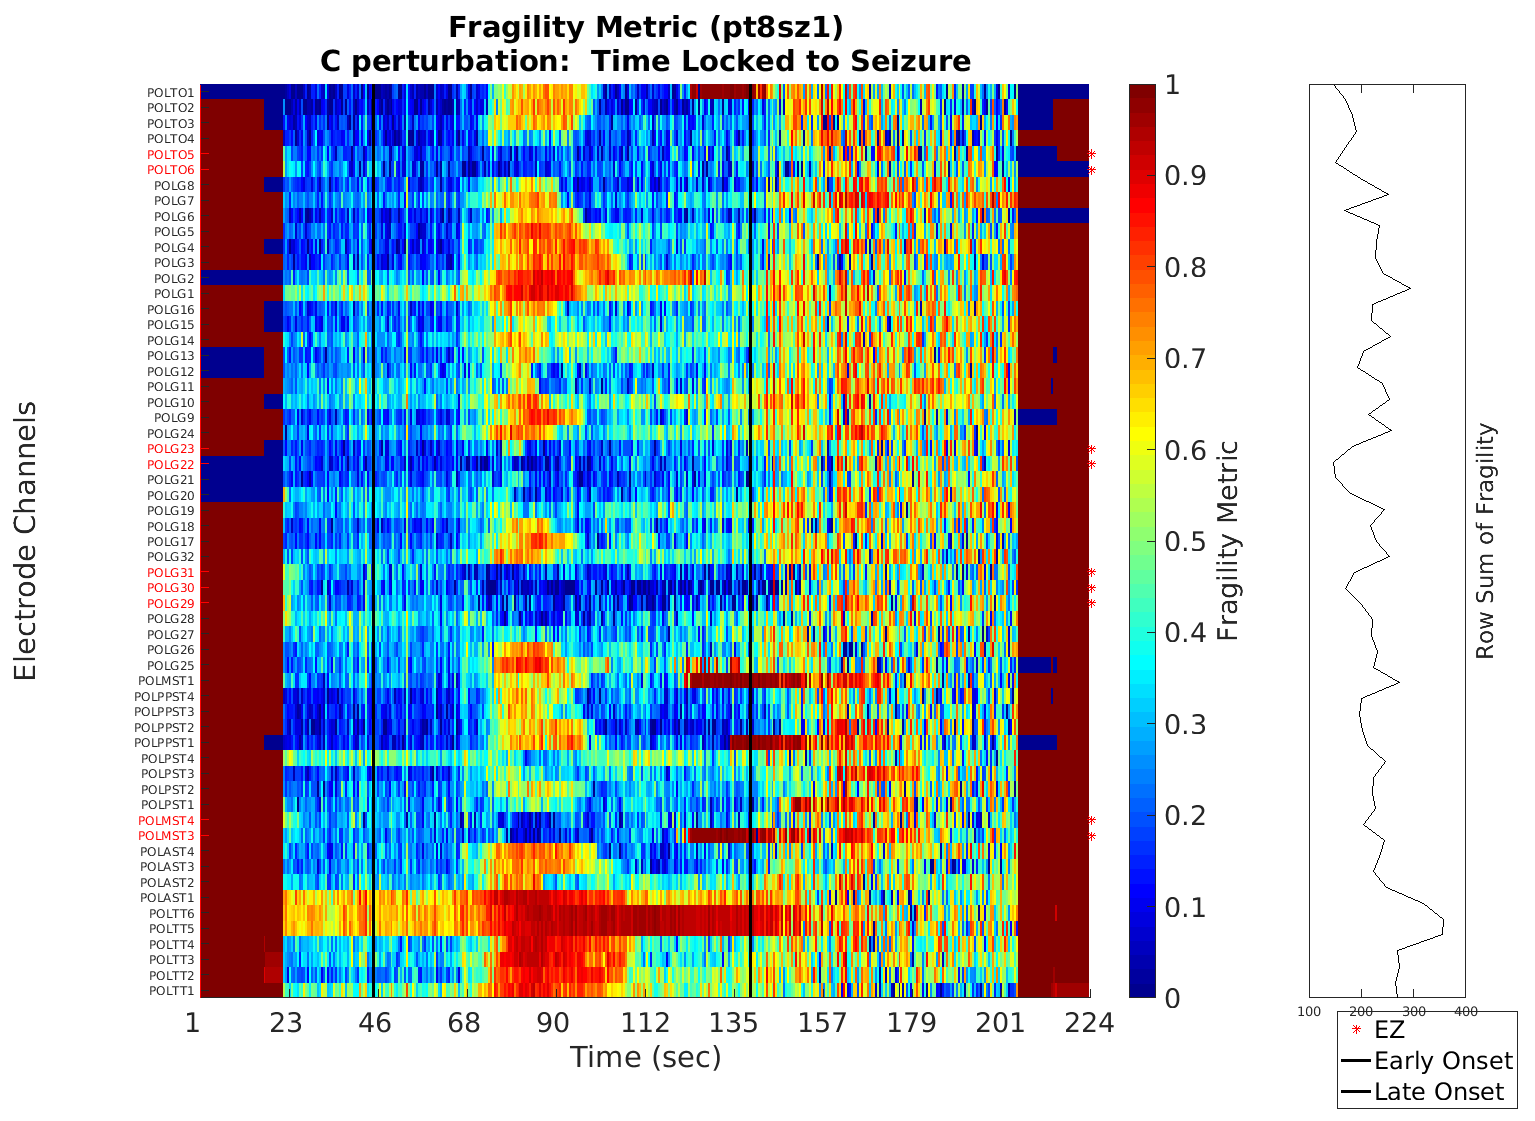 Fragility Metric (pt8sz1)
C perturbation:  Time Locked to Seizure
Electrode Channels
POLTO1
POLTO2
POLTO3
POLTO4
POLTO5
POLTO6
POLG8
POLG7
POLG6
POLG5
POLG4
POLG3
POLG2
POLG1
POLG16
POLG15
POLG14
POLG13
POLG12
POLG11
POLG10
POLG9
POLG24
POLG23
POLG22
POLG21
POLG20
POLG19
POLG18
POLG17
POLG32
POLG31
POLG30
POLG29
POLG28
POLG27
POLG26
POLG25
POLMST1
POLPPST4
POLPPST3
POLPPST2
POLPPST1
POLPST4
POLPST3
POLPST2
POLPST1
POLMST4
POLMST3
POLAST4
POLAST3
POLAST2
POLAST1
POLTT6
POLTT5
POLTT4
POLTT3
POLTT2
POLTT1
1 23 46 68 90 112 135 157 179 201 224
Time (sec)
1
0.9
0.8
0.7
0.6
0.5
0.4
0.3
0.2
0.1
0
Fragility Metric
100 200 300 400
Row Sum of Fragility
EZ
Early Onset
Late Onset